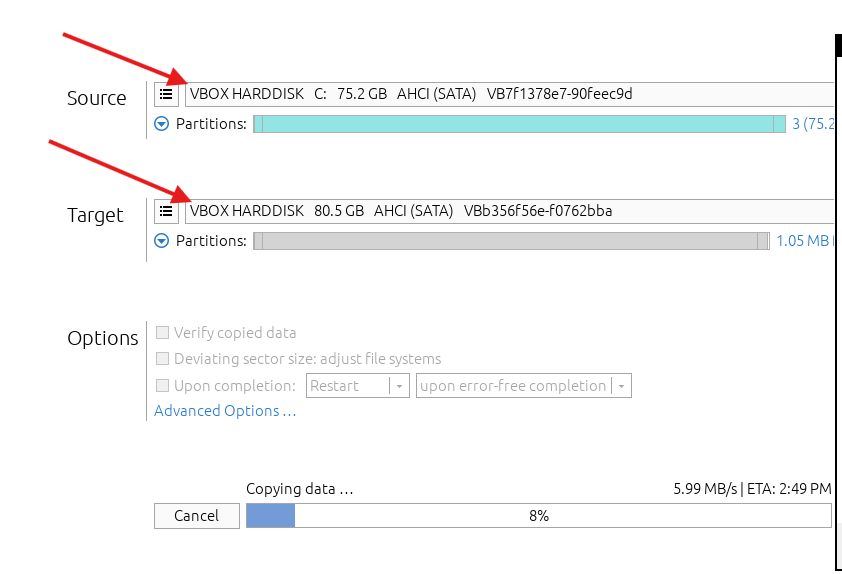 Source
VBOX HARDDISK C: 75.2 GB AHCI (SATA) VB7f1378e7-90feec9d
Partitions: 3 (75.2
Target
VBOX HARDDISK 80.5 GB AHCI (SATA) VBb356f56e-f0762bba
Partitions: 1.05 MB
Options
Verify copied data
Deviating sector size: adjust file systems
Upon completion: Restart upon error-free completion
Advanced Options ...
Copying data ... 5.99 MB/s | ETA: 2:49 PM
Cancel 8%